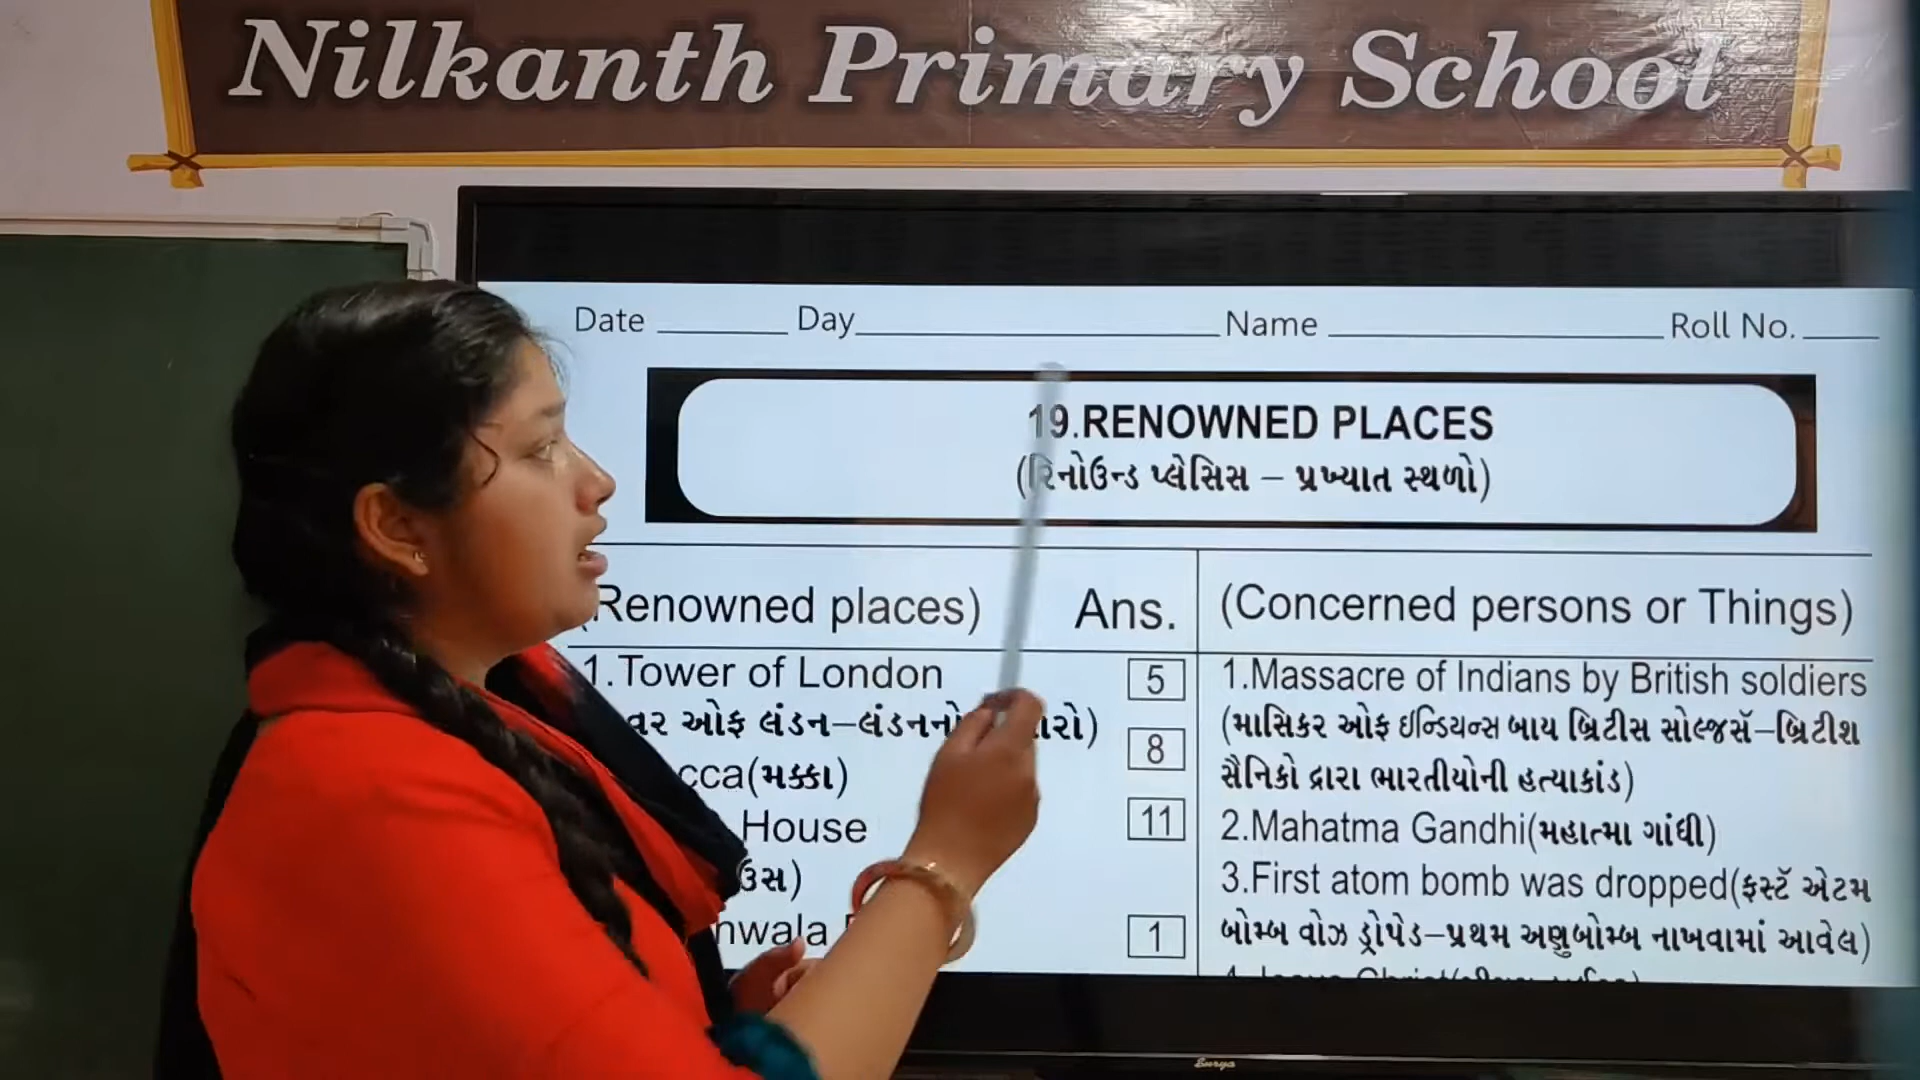 Nilkanth Primary School
Date Day Name Roll No.
19.RENOWNED PLACES
(રિનોઉન્ડ પ્લેસિસ – પ્રખ્યાત સ્થળો)
Renowned places) Ans. (Concerned persons or Things)
1.Tower of London 5 1.Massacre of Indians by British soldiers
વર ઓફ લંડન–લંડનનો રો) (માસિકર ઓફ ઇન્ડિયન્સ બાય બ્રિટીસ સોલ્જર્સ–બ્રિટીશ
cca(મક્કા) 8 સૈનિકો દ્વારા ભારતીયોની હત્યાકાંડ)
House 11 2.Mahatma Gandhi(મહાત્મા ગાંધી)
ઉસ) 3.First atom bomb was dropped(ફર્સ્ટ એટમ
nwala 1 બોમ્બ વોઝ ડ્રોપેડ–પ્રથમ અણુબોમ્બ નાખવામાં આવેલ)
Surya